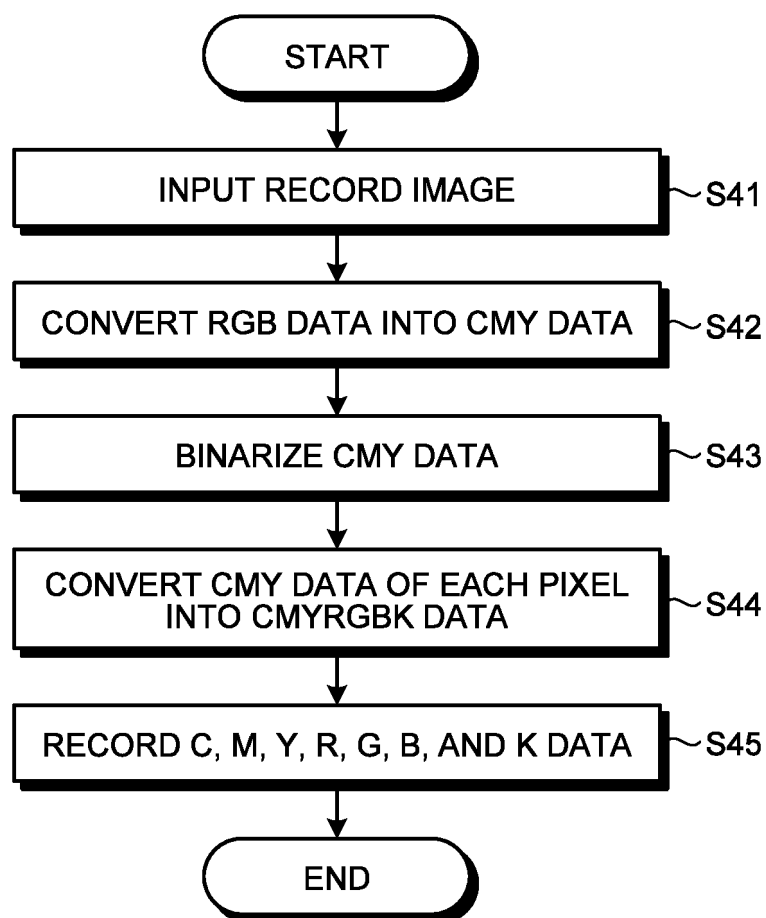 START
INPUT RECORD IMAGE
S41
CONVERT RGB DATA INTO CMY DATA
S42
BINARIZE CMY DATA
S43
CONVERT CMY DATA OF EACH PIXEL
INTO CMYRGBK DATA
S44
RECORD C, M, Y, R, G, B, AND K DATA
S45
END